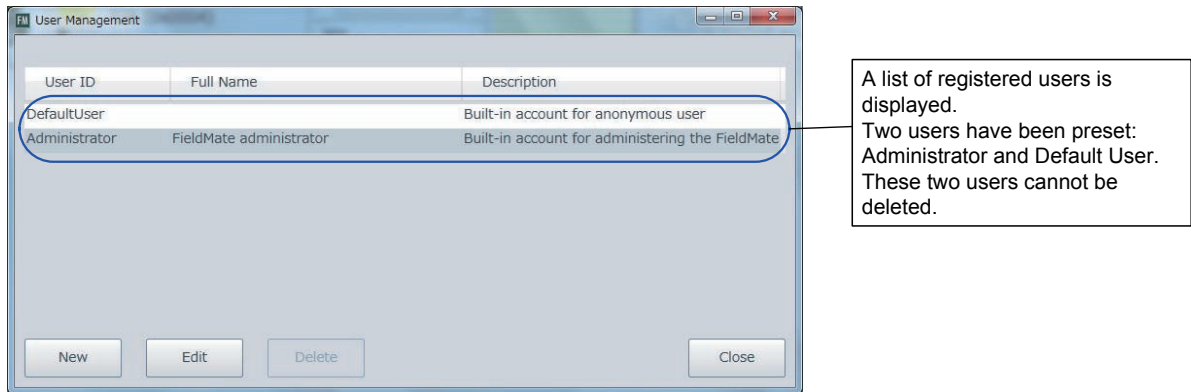 FM User Management
User ID Full Name Description
DefaultUser Built-in account for anonymous user
Administrator FieldMate administrator Built-in account for administering the FieldMate
New Edit Delete Close
A list of registered users is
displayed.
Two users have been preset:
Administrator and Default User.
These two users cannot be
deleted.